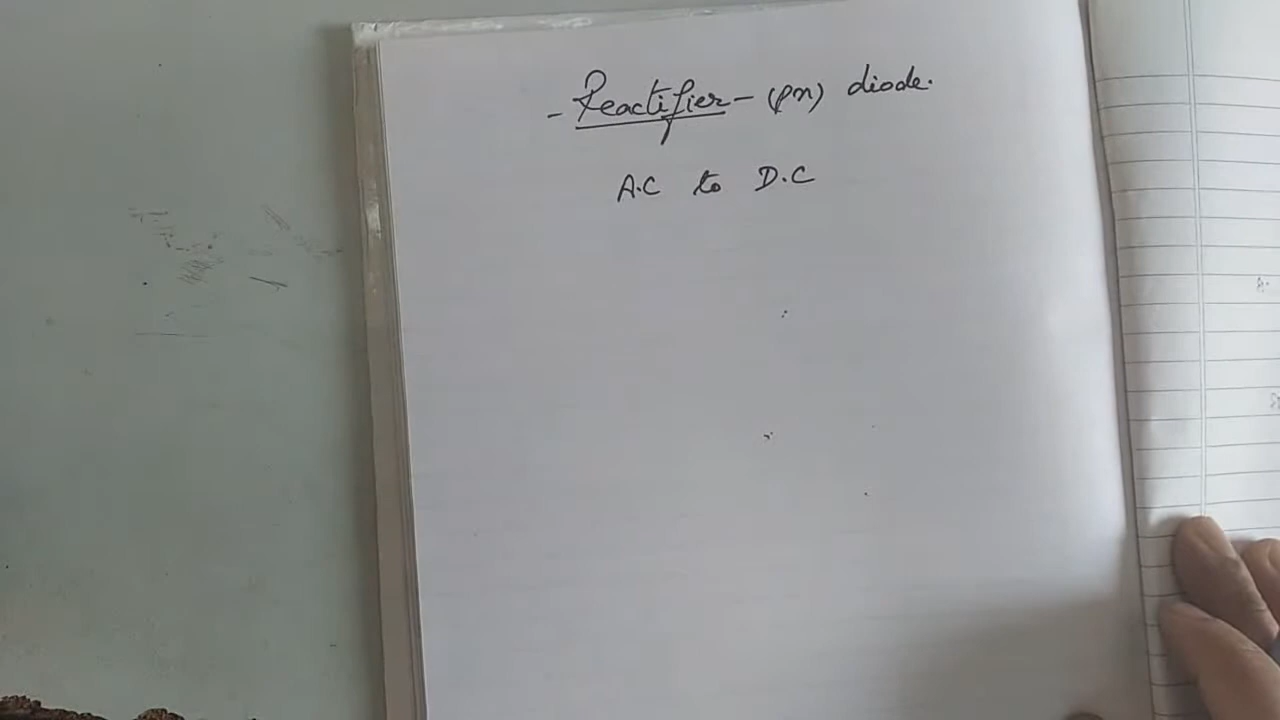 - Reactifier - (pn) diode.
A.C to D.C